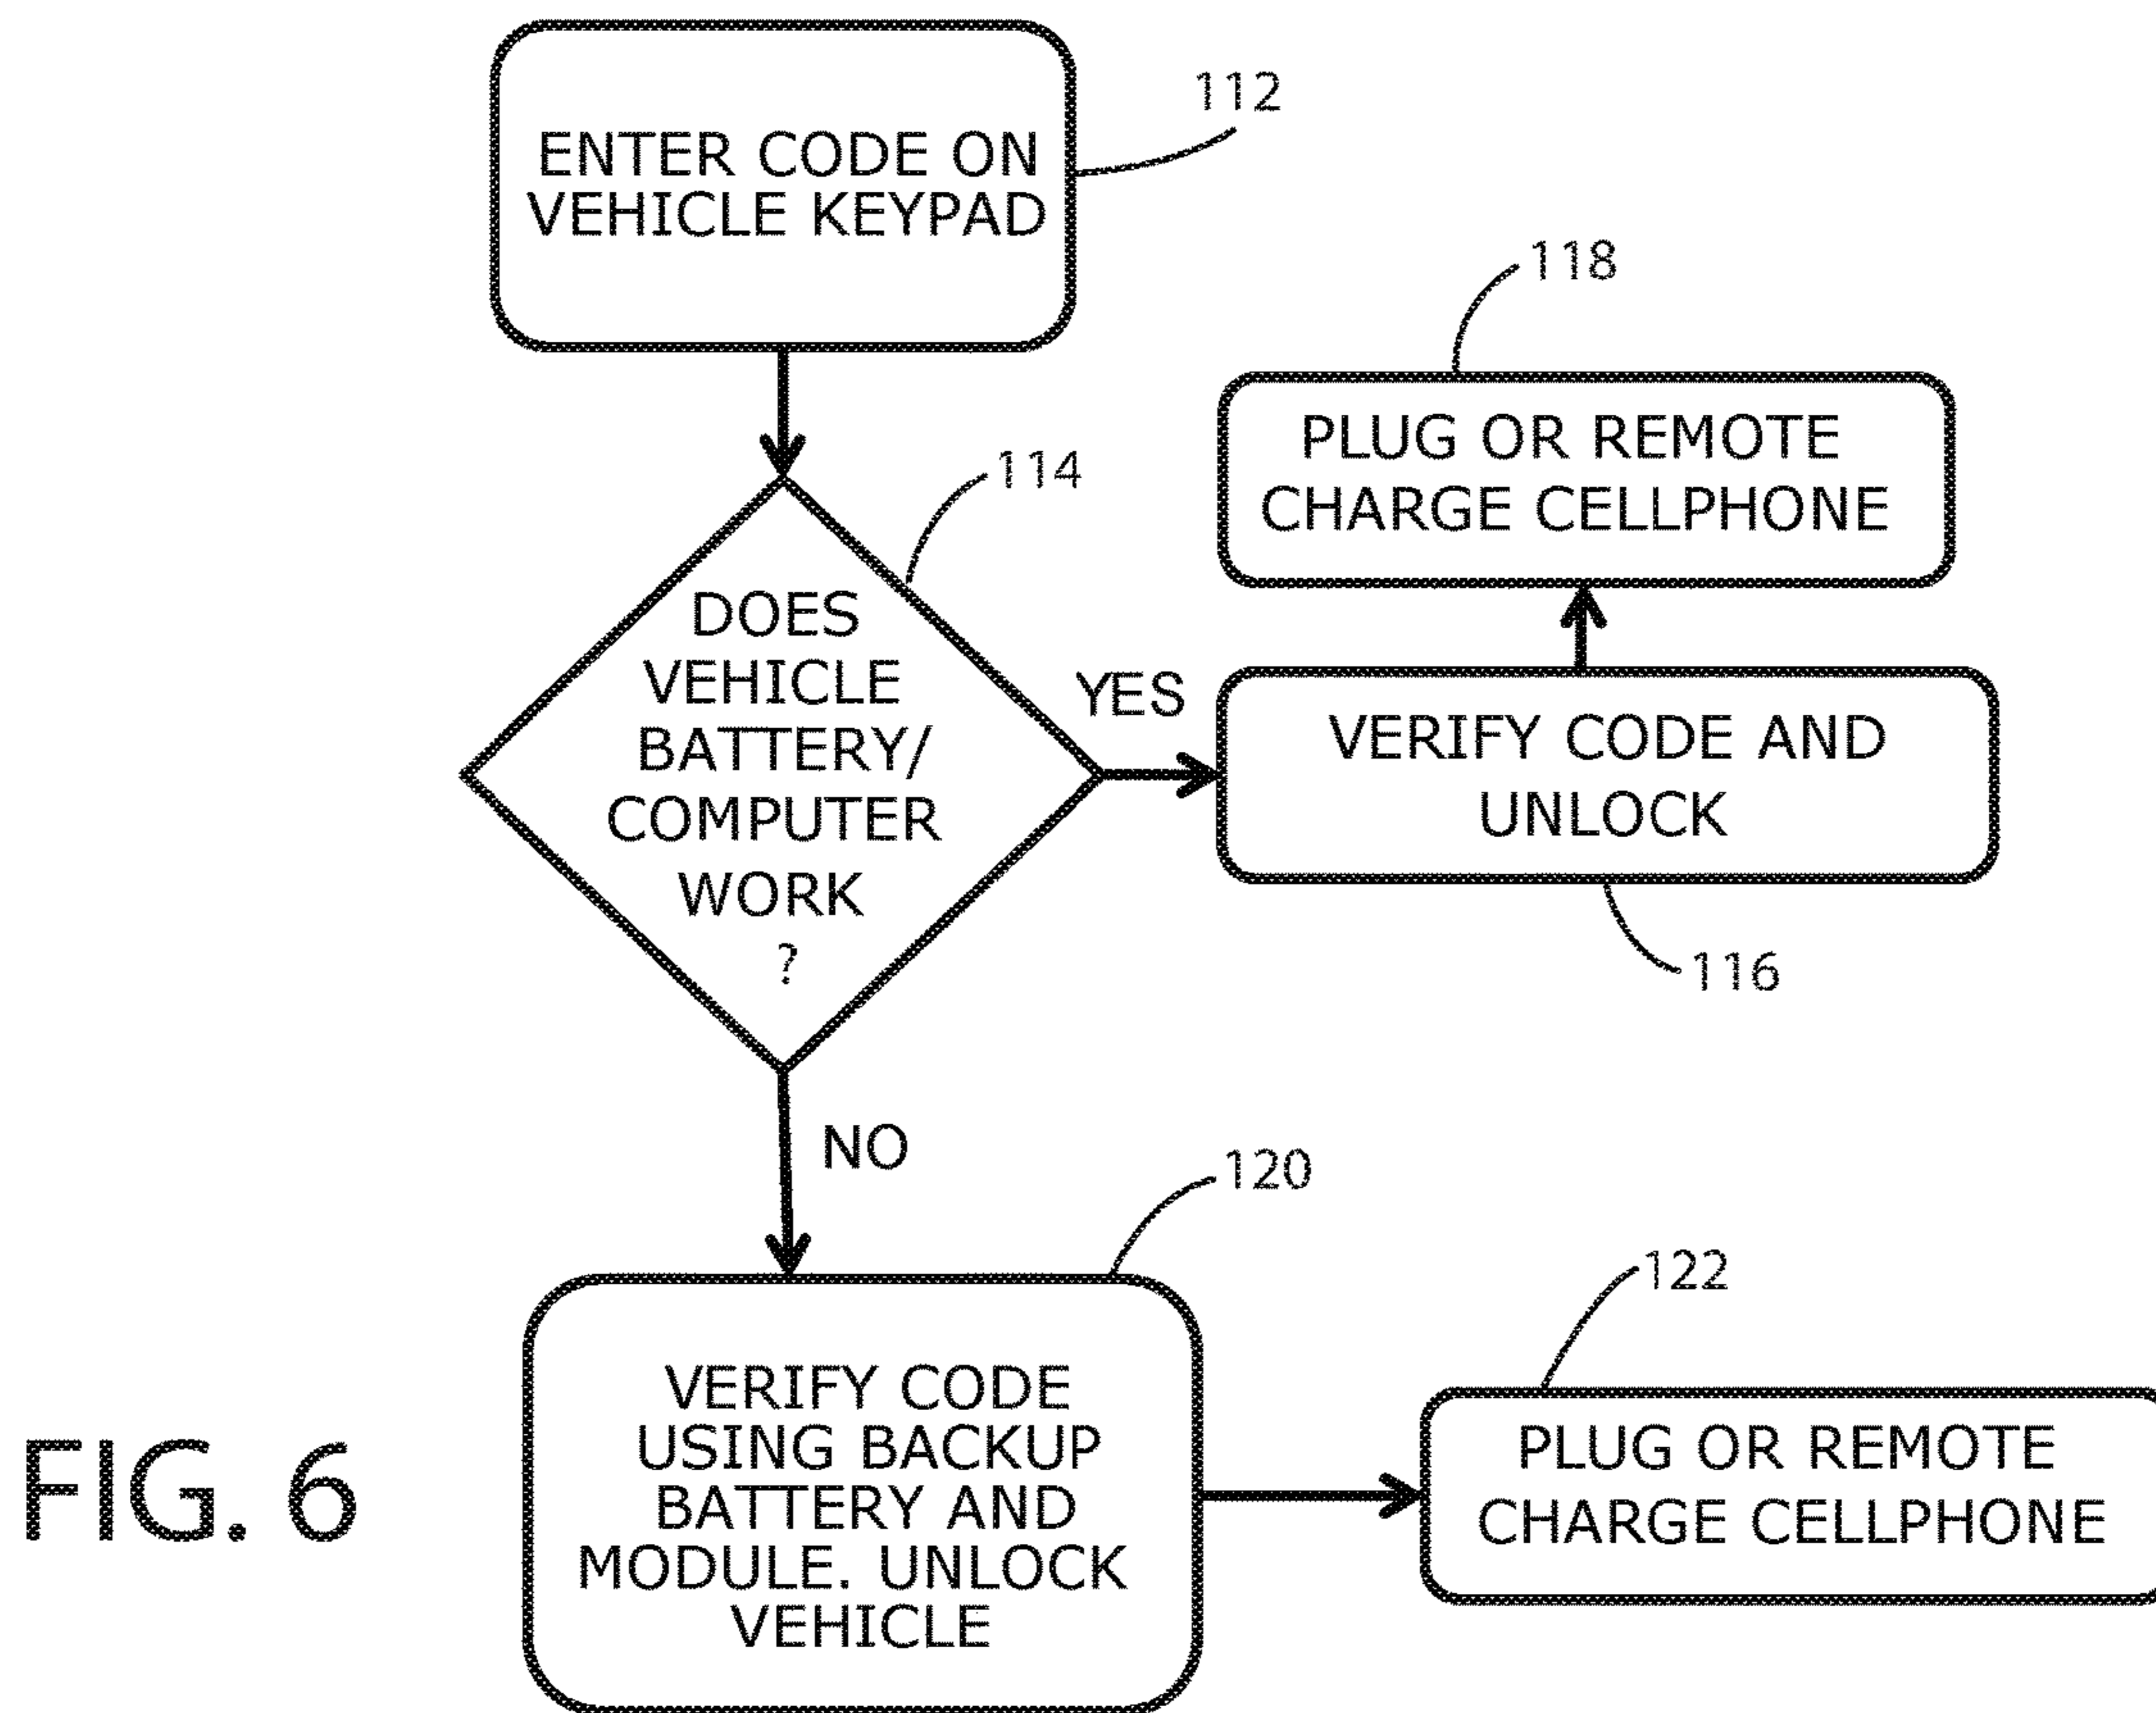 ENTER CODE ON
VEHICLE KEYPAD
112
DOES
VEHICLE
BATTERY/
COMPUTER
WORK
?
114
YES
VERIFY CODE AND
UNLOCK
116
PLUG OR REMOTE
CHARGE CELLPHONE
118
NO
VERIFY CODE
USING BACKUP
BATTERY AND
MODULE. UNLOCK
VEHICLE
120
PLUG OR REMOTE
CHARGE CELLPHONE
122
FIG. 6